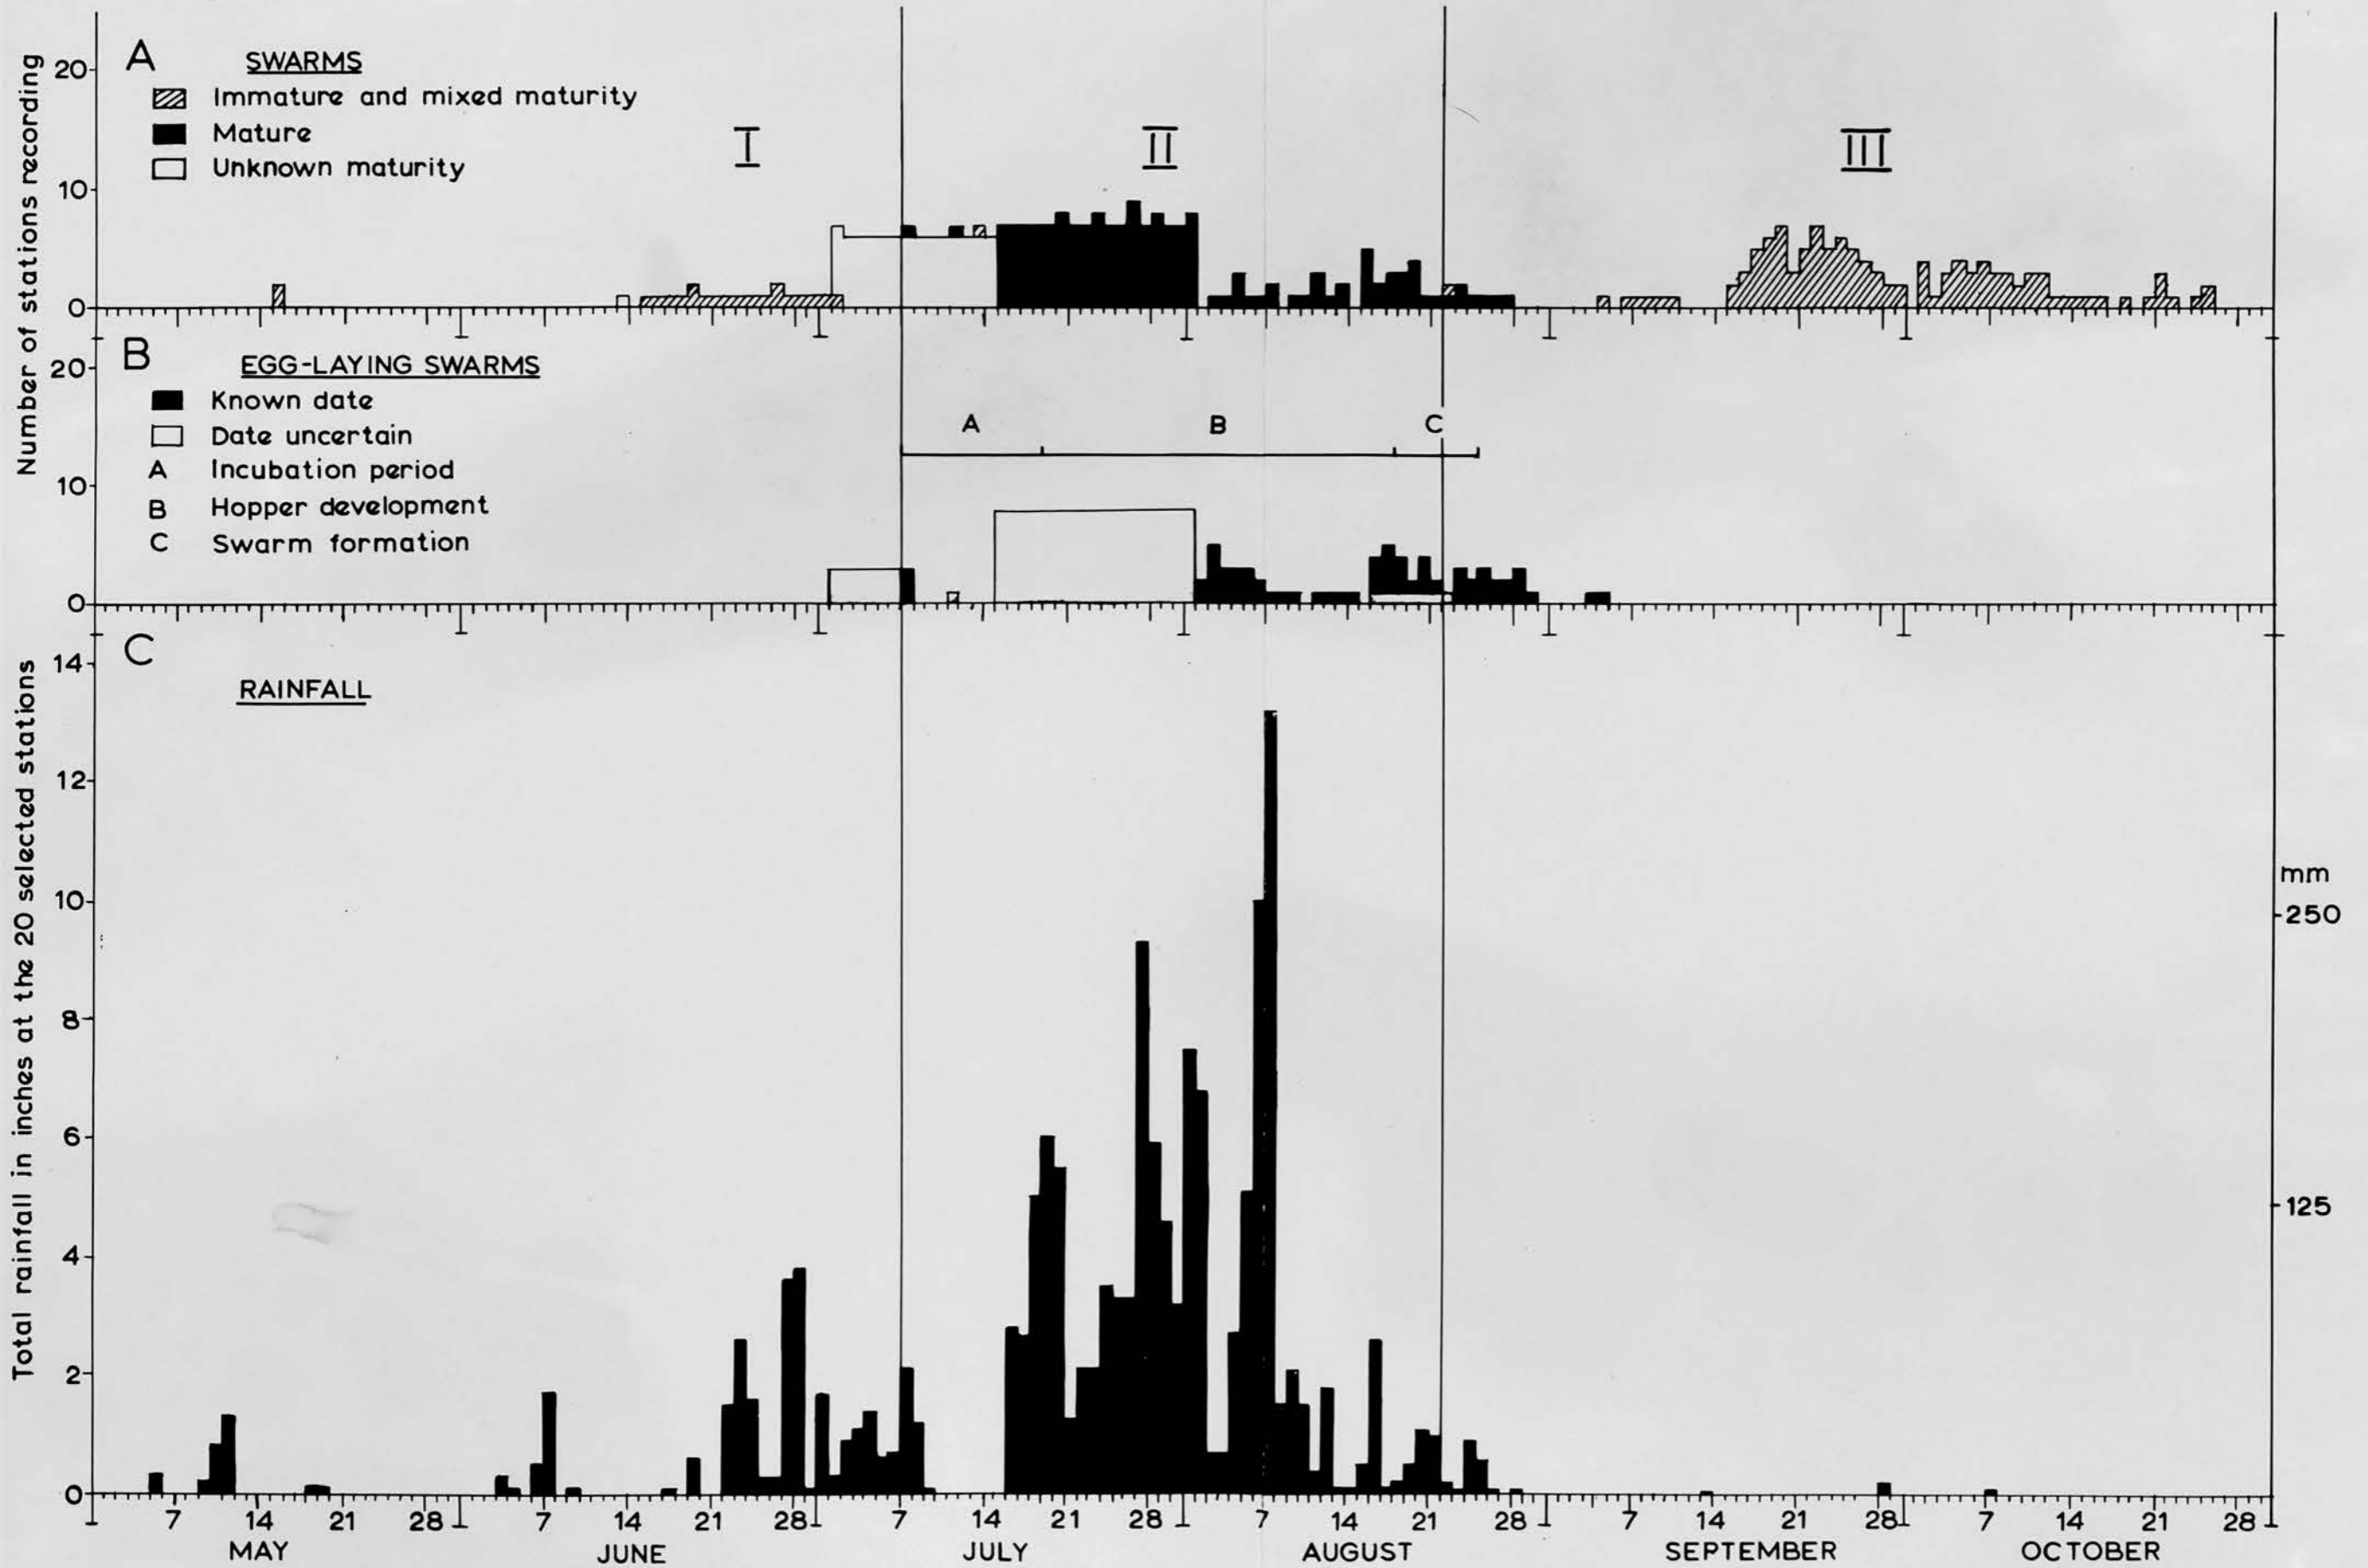 A
SWARMS
Immature and mixed maturity
Mature
Unknown maturity
I
II
III
20
10
0
Number of stations recording
B
EGG-LAYING SWARMS
Known date
Date uncertain
A Incubation period
B Hopper development
C Swarm formation
A B C
20
10
0
C
RAINFALL
14
12
10
8
6
4
2
0
Total rainfall in inches at the 20 selected stations
mm
250
125
7 14 21 28 7 14 21 28 7 14 21 28 7 14 21 28 7 14 21 28 7 14 21 28
MAY JUNE JULY AUGUST SEPTEMBER OCTOBER